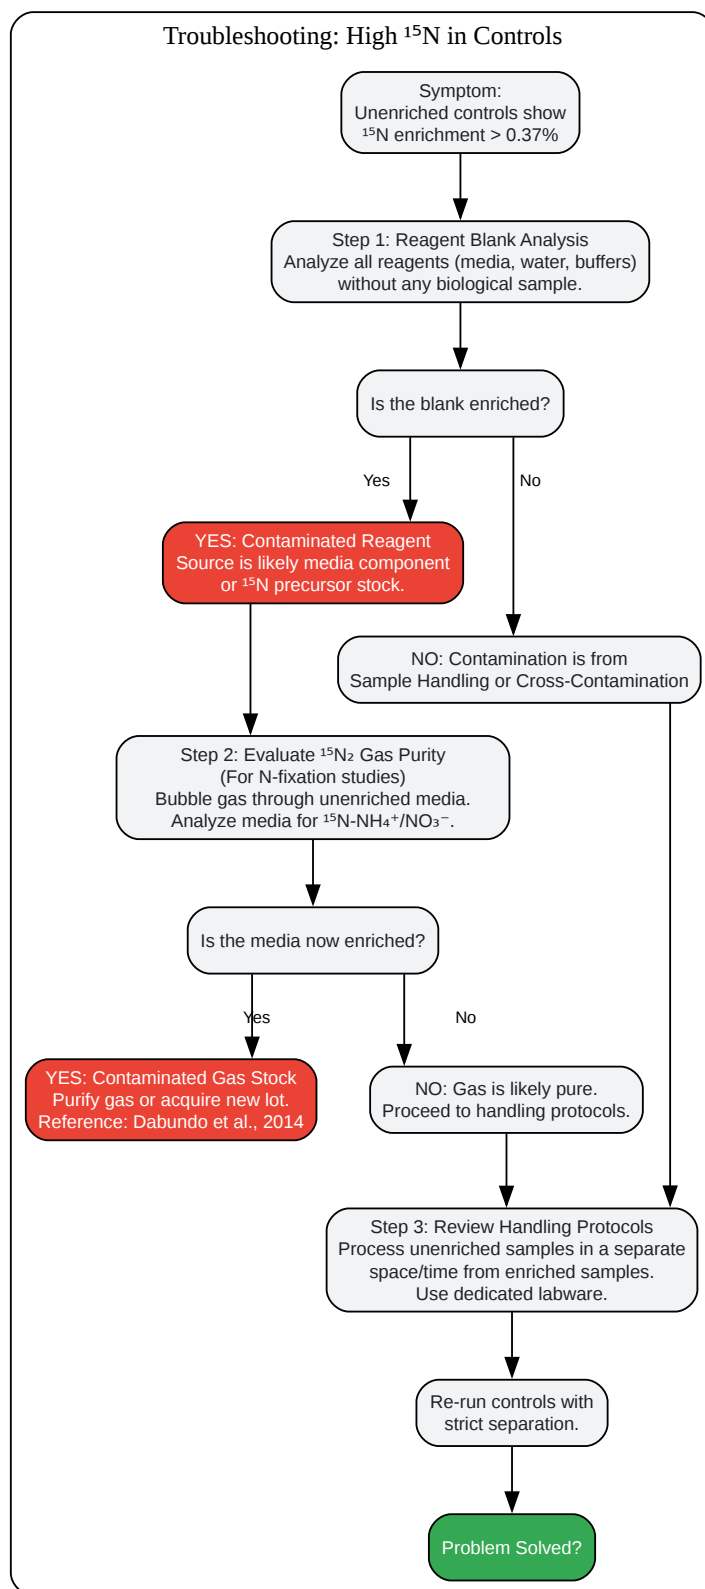 Troubleshooting: High ¹⁵N in Controls
Symptom:
Unenriched controls show
¹⁵N enrichment > 0.37%
Step 1: Reagent Blank Analysis
Analyze all reagents (media, water, buffers)
without any biological sample.
Is the blank enriched?
Yes
No
YES: Contaminated Reagent
Source is likely media component
or ¹⁵N precursor stock.
NO: Contamination is from
Sample Handling or Cross-Contamination
Step 2: Evaluate ¹⁵N₂ Gas Purity
(For N-fixation studies)
Bubble gas through unenriched media.
Analyze media for ¹⁵N-NH₄⁺/NO₃⁻.
Is the media now enriched?
Yes
No
YES: Contaminated Gas Stock
Purify gas or acquire new lot.
Reference: Dabundo et al., 2014
NO: Gas is likely pure.
Proceed to handling protocols.
Step 3: Review Handling Protocols
Process unenriched samples in a separate
space/time from enriched samples.
Use dedicated labware.
Re-run controls with
strict separation.
Problem Solved?